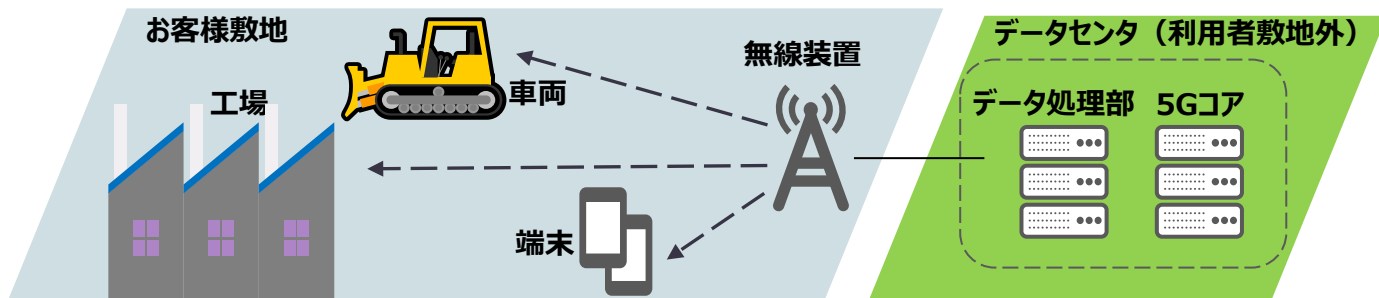 お客様敷地
工場
車両
端末
無線装置
データセンタ（利用者敷地外）
データ処理部
5Gコア